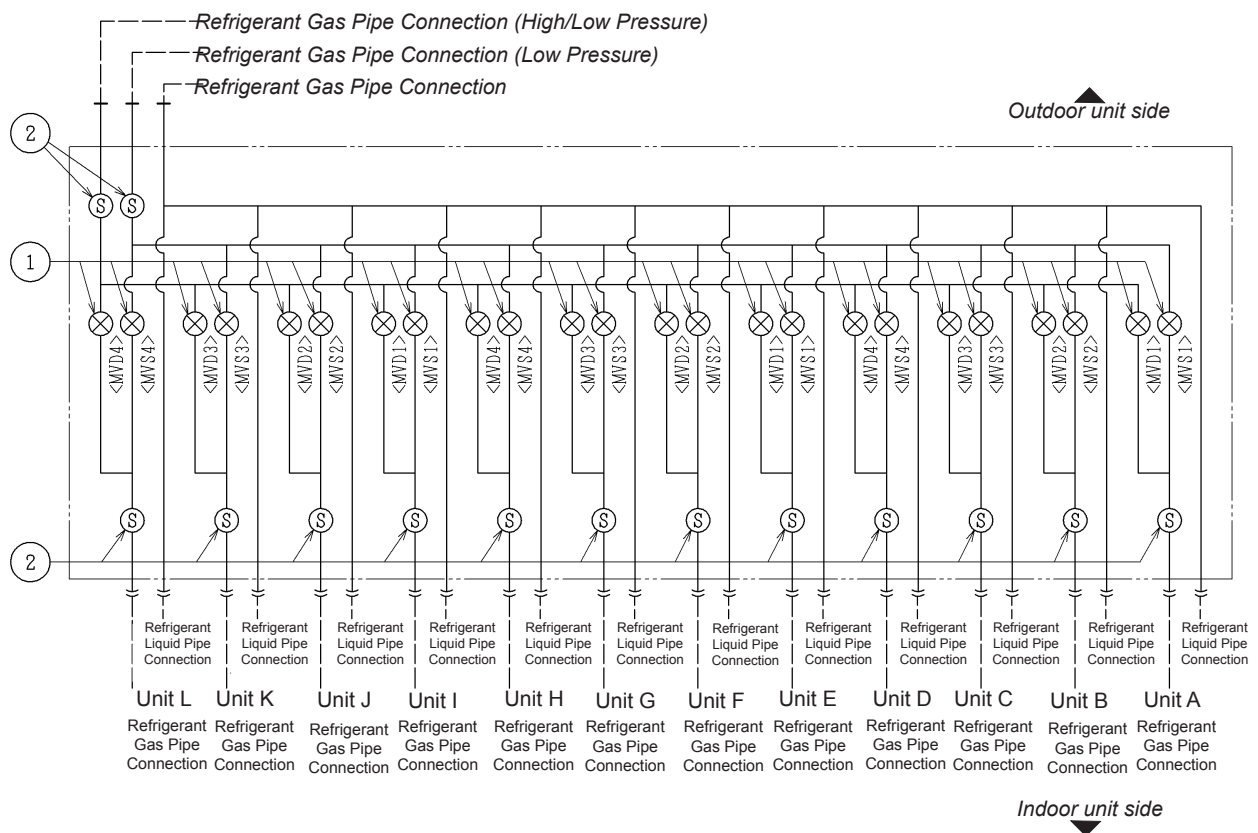 Refrigerant Gas Pipe Connection (High/Low Pressure)
Refrigerant Gas Pipe Connection (Low Pressure)
Refrigerant Gas Pipe Connection
Outdoor unit side
2
S S
1
<MVD4> <MVS4> <MVD3> <MVS3> <MVD2> <MVS2> <MVD1> <MVS1> <MVD4> <MVS4> <MVD3> <MVS3> <MVD2> <MVS2> <MVD1> <MVS1> <MVD4> <MVS4> <MVD3> <MVS3> <MVD2> <MVS2> <MVD1> <MVS1>
S S S S S S S S S S S S
2
Refrigerant Refrigerant Refrigerant Refrigerant Refrigerant Refrigerant Refrigerant Refrigerant Refrigerant Refrigerant Refrigerant Refrigerant
Liquid Pipe Liquid Pipe Liquid Pipe Liquid Pipe Liquid Pipe Liquid Pipe Liquid Pipe Liquid Pipe Liquid Pipe Liquid Pipe Liquid Pipe Liquid Pipe
Connection Connection Connection Connection Connection Connection Connection Connection Connection Connection Connection Connection
Unit L Unit K Unit J Unit I Unit H Unit G Unit F Unit E Unit D Unit C Unit B Unit A
Refrigerant Refrigerant Refrigerant Refrigerant Refrigerant Refrigerant Refrigerant Refrigerant Refrigerant Refrigerant Refrigerant Refrigerant
Gas Pipe Gas Pipe Gas Pipe Gas Pipe Gas Pipe Gas Pipe Gas Pipe Gas Pipe Gas Pipe Gas Pipe Gas Pipe Gas Pipe
Connection Connection Connection Connection Connection Connection Connection Connection Connection Connection Connection Connection
Indoor unit side